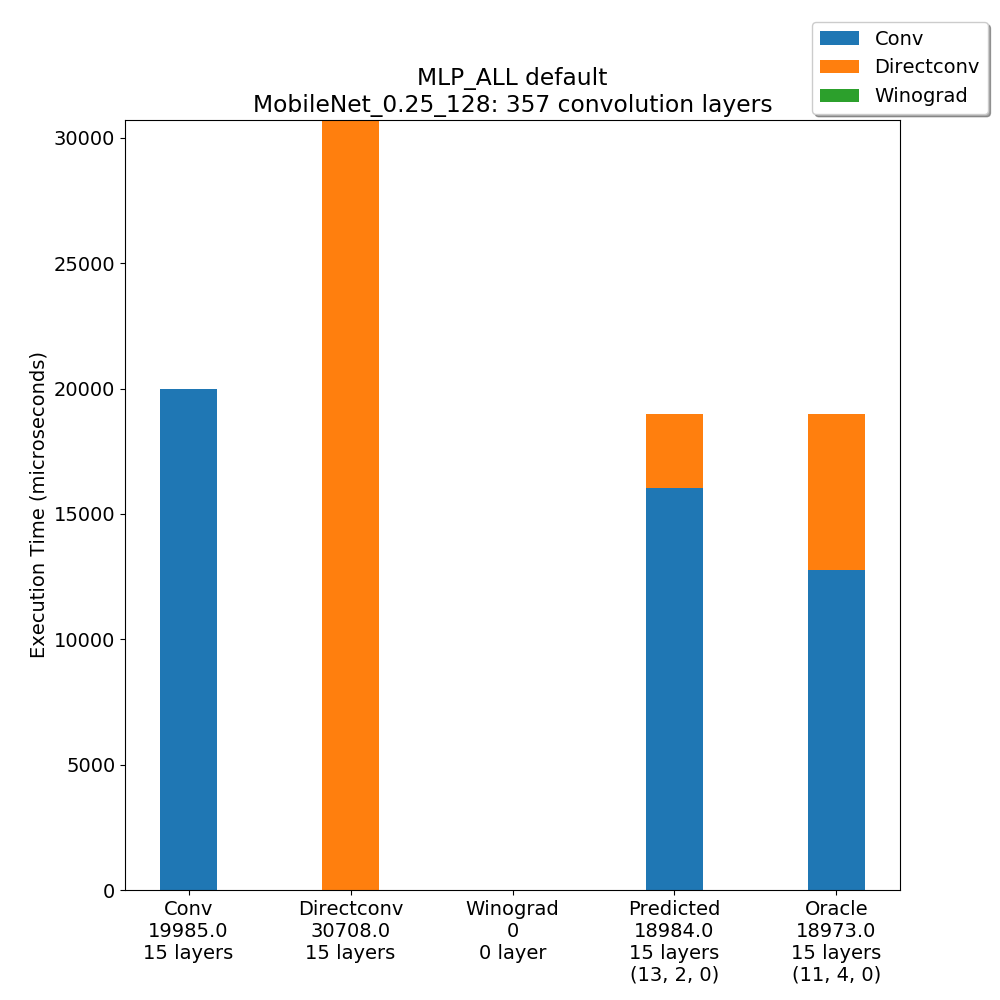 Conv
Directconv
Winograd
MLP_ALL default
MobileNet_0.25_128: 357 convolution layers
Execution Time (microseconds)
30000
25000
20000
15000
10000
5000
0
Conv
19985.0
15 layers
Directconv
30708.0
15 layers
Winograd
0
0 layer
Predicted
18984.0
15 layers
(13, 2, 0)
Oracle
18973.0
15 layers
(11, 4, 0)